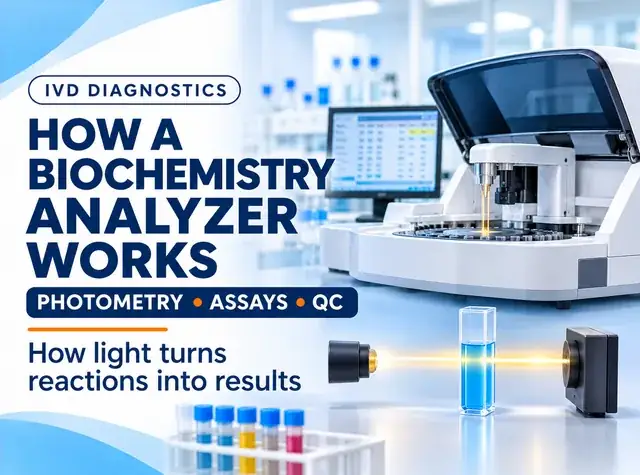 IVD DIAGNOSTICS
HOW A
BIOCHEMISTRY
ANALYZER
WORKS
PHOTOMETRY • ASSAYS • QC
How light turns
reactions into results